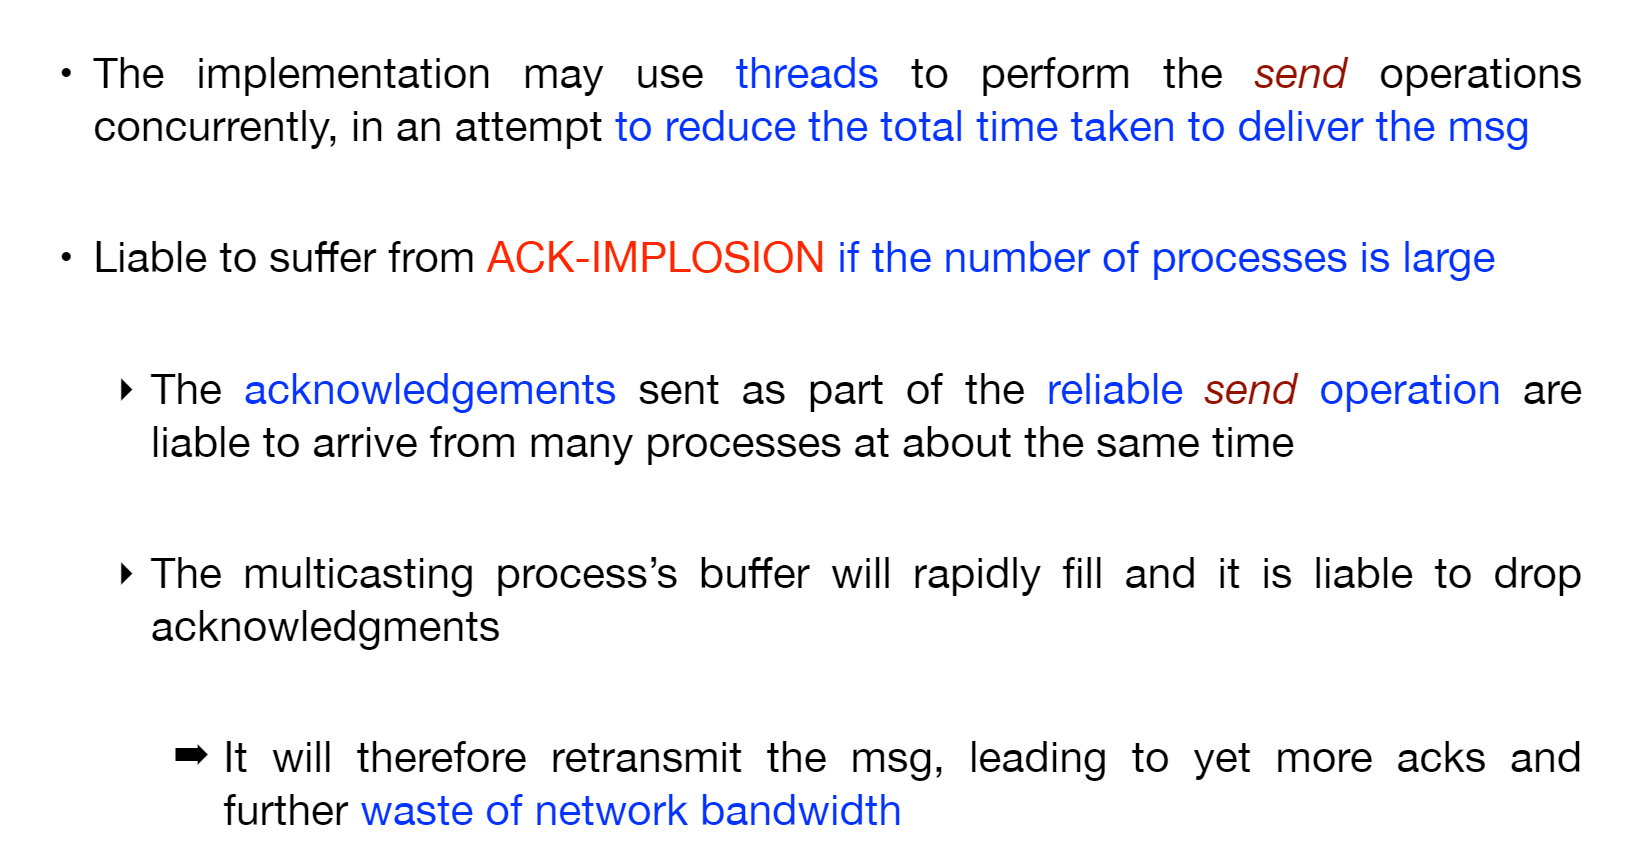 • The implementation may use threads to perform the send operations
concurrently, in an attempt to reduce the total time taken to deliver the msg
• Liable to suffer from ACK-IMPLOSION if the number of processes is large
‣ The acknowledgements sent as part of the reliable send operation are
liable to arrive from many processes at about the same time
‣ The multicasting process’s buffer will rapidly fill and it is liable to drop
acknowledgments
➡ It will therefore retransmit the msg, leading to yet more acks and
further waste of network bandwidth